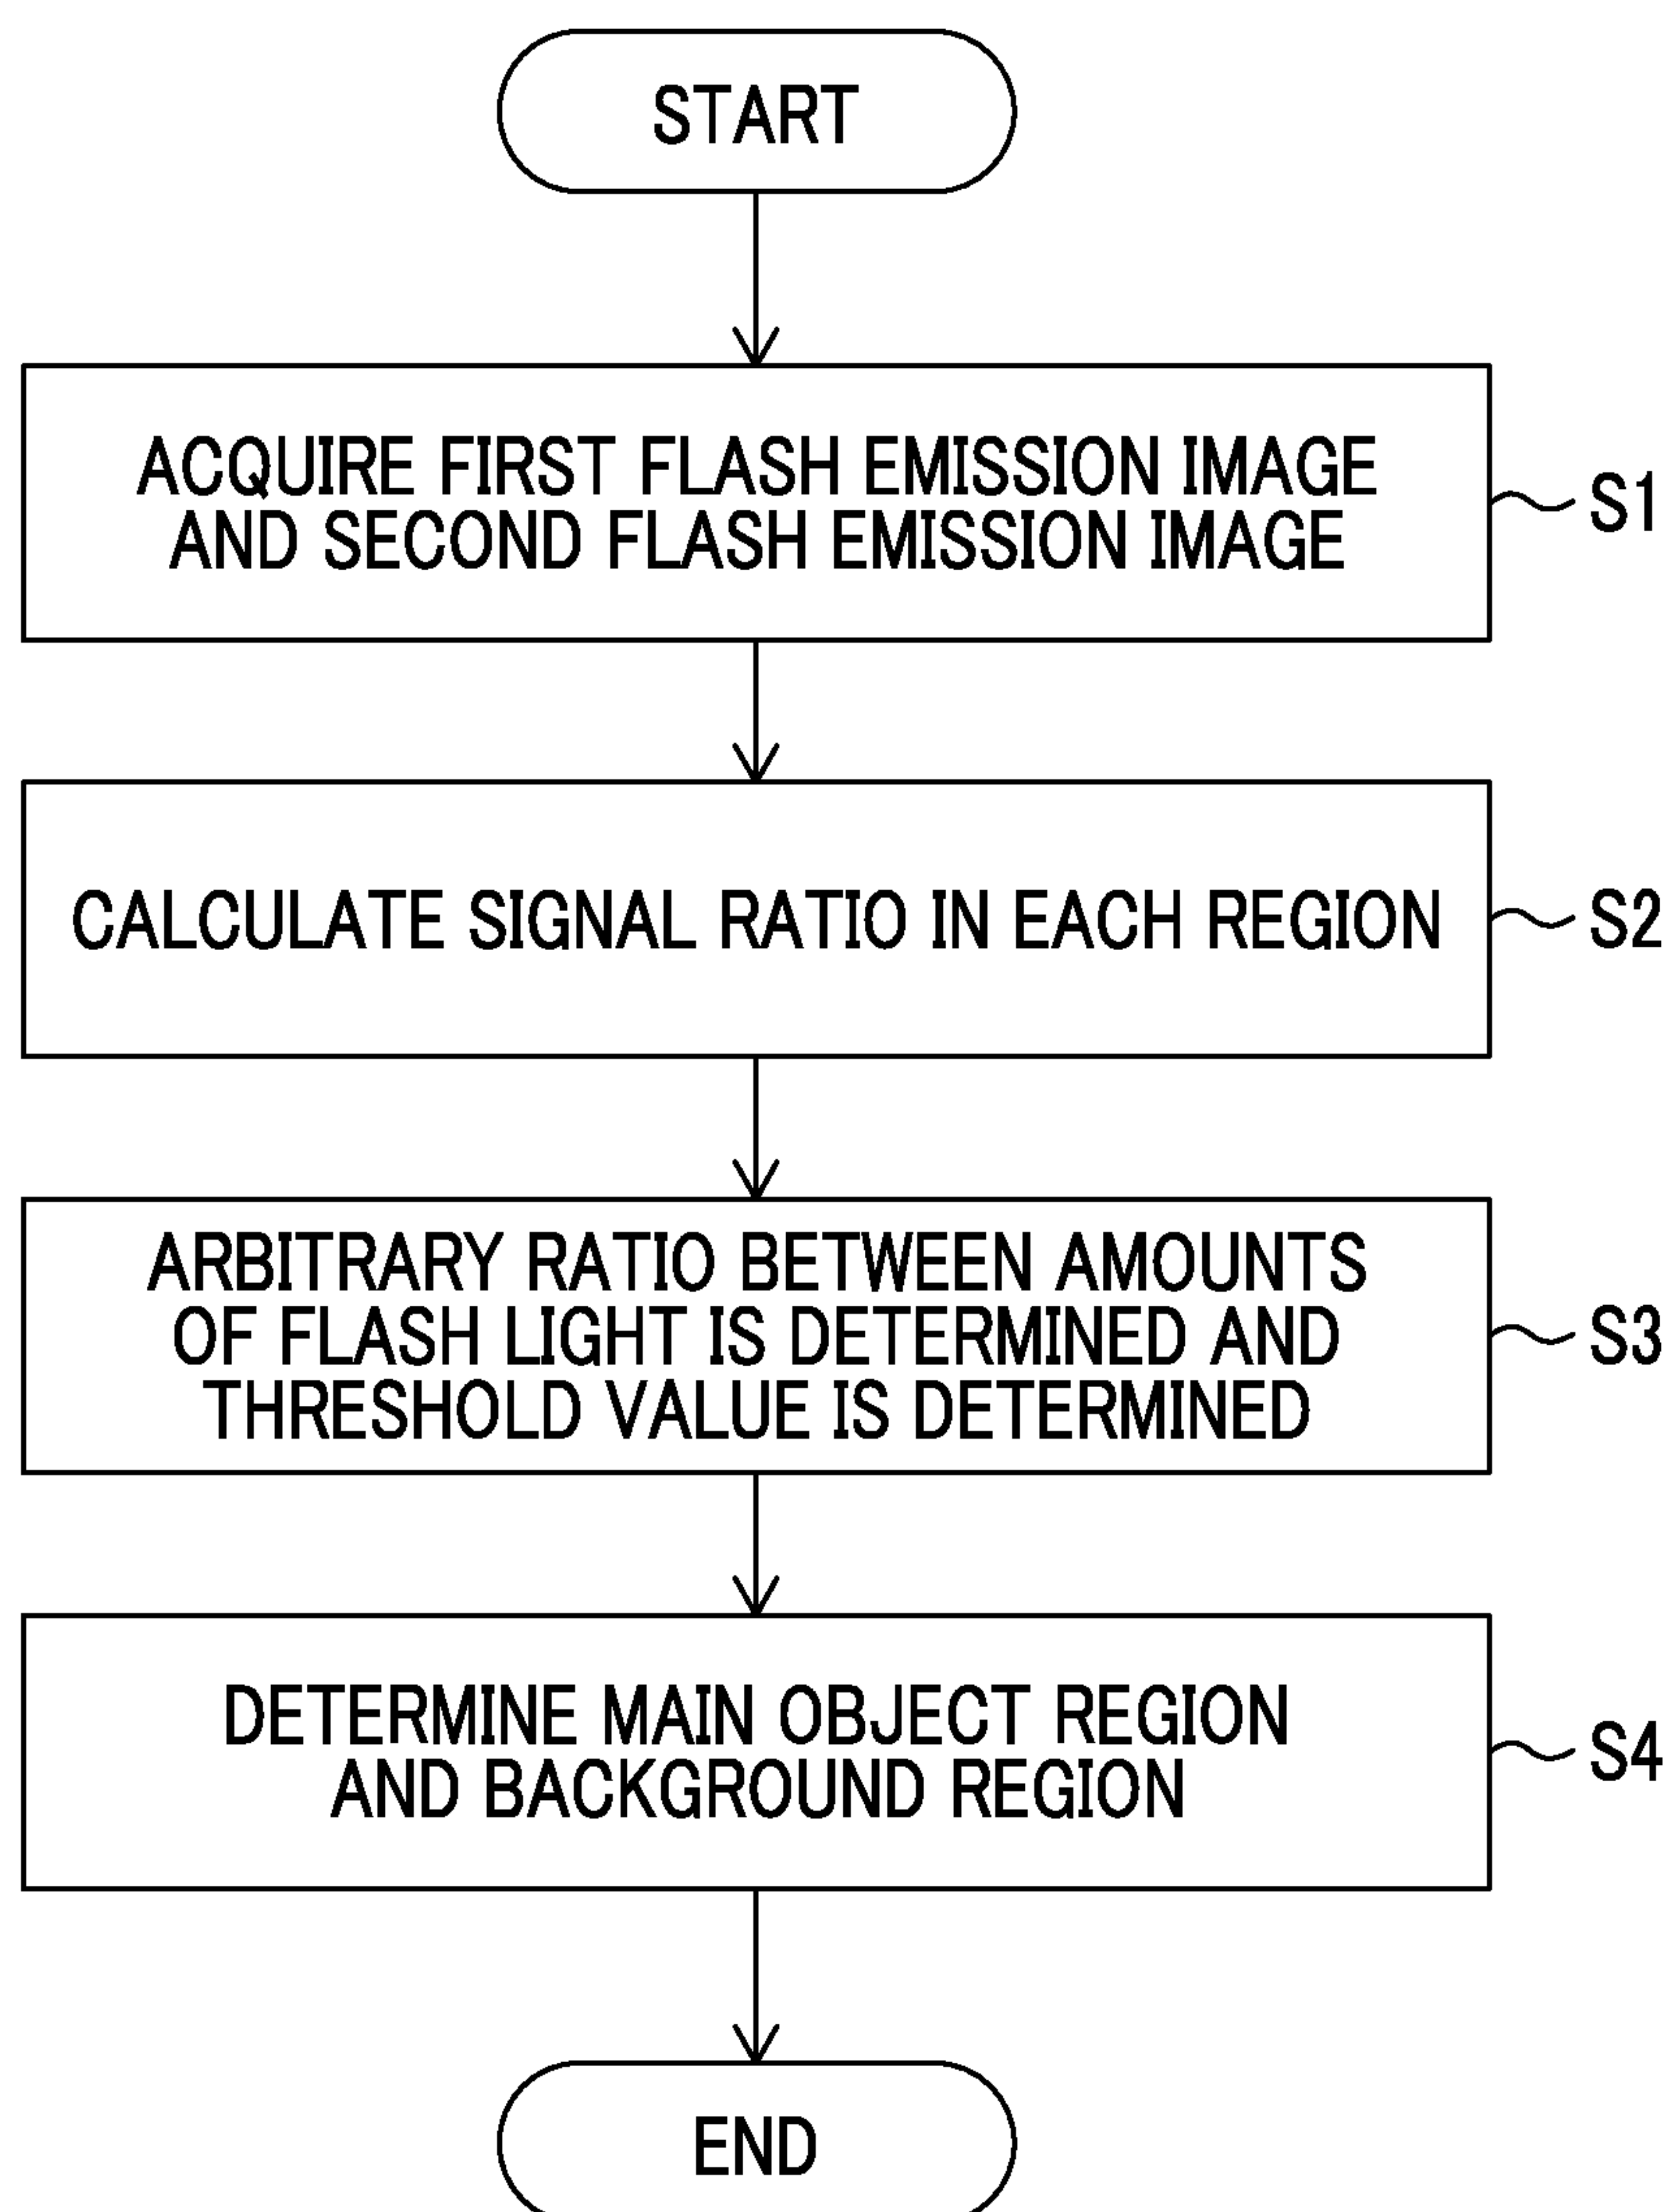 START
ACQUIRE FIRST FLASH EMISSION IMAGE
AND SECOND FLASH EMISSION IMAGE
S1
CALCULATE SIGNAL RATIO IN EACH REGION
S2
ARBITRARY RATIO BETWEEN AMOUNTS
OF FLASH LIGHT IS DETERMINED AND
THRESHOLD VALUE IS DETERMINED
S3
DETERMINE MAIN OBJECT REGION
AND BACKGROUND REGION
S4
END